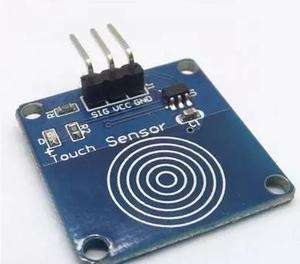 SIG VCC GND
Touch Sensor